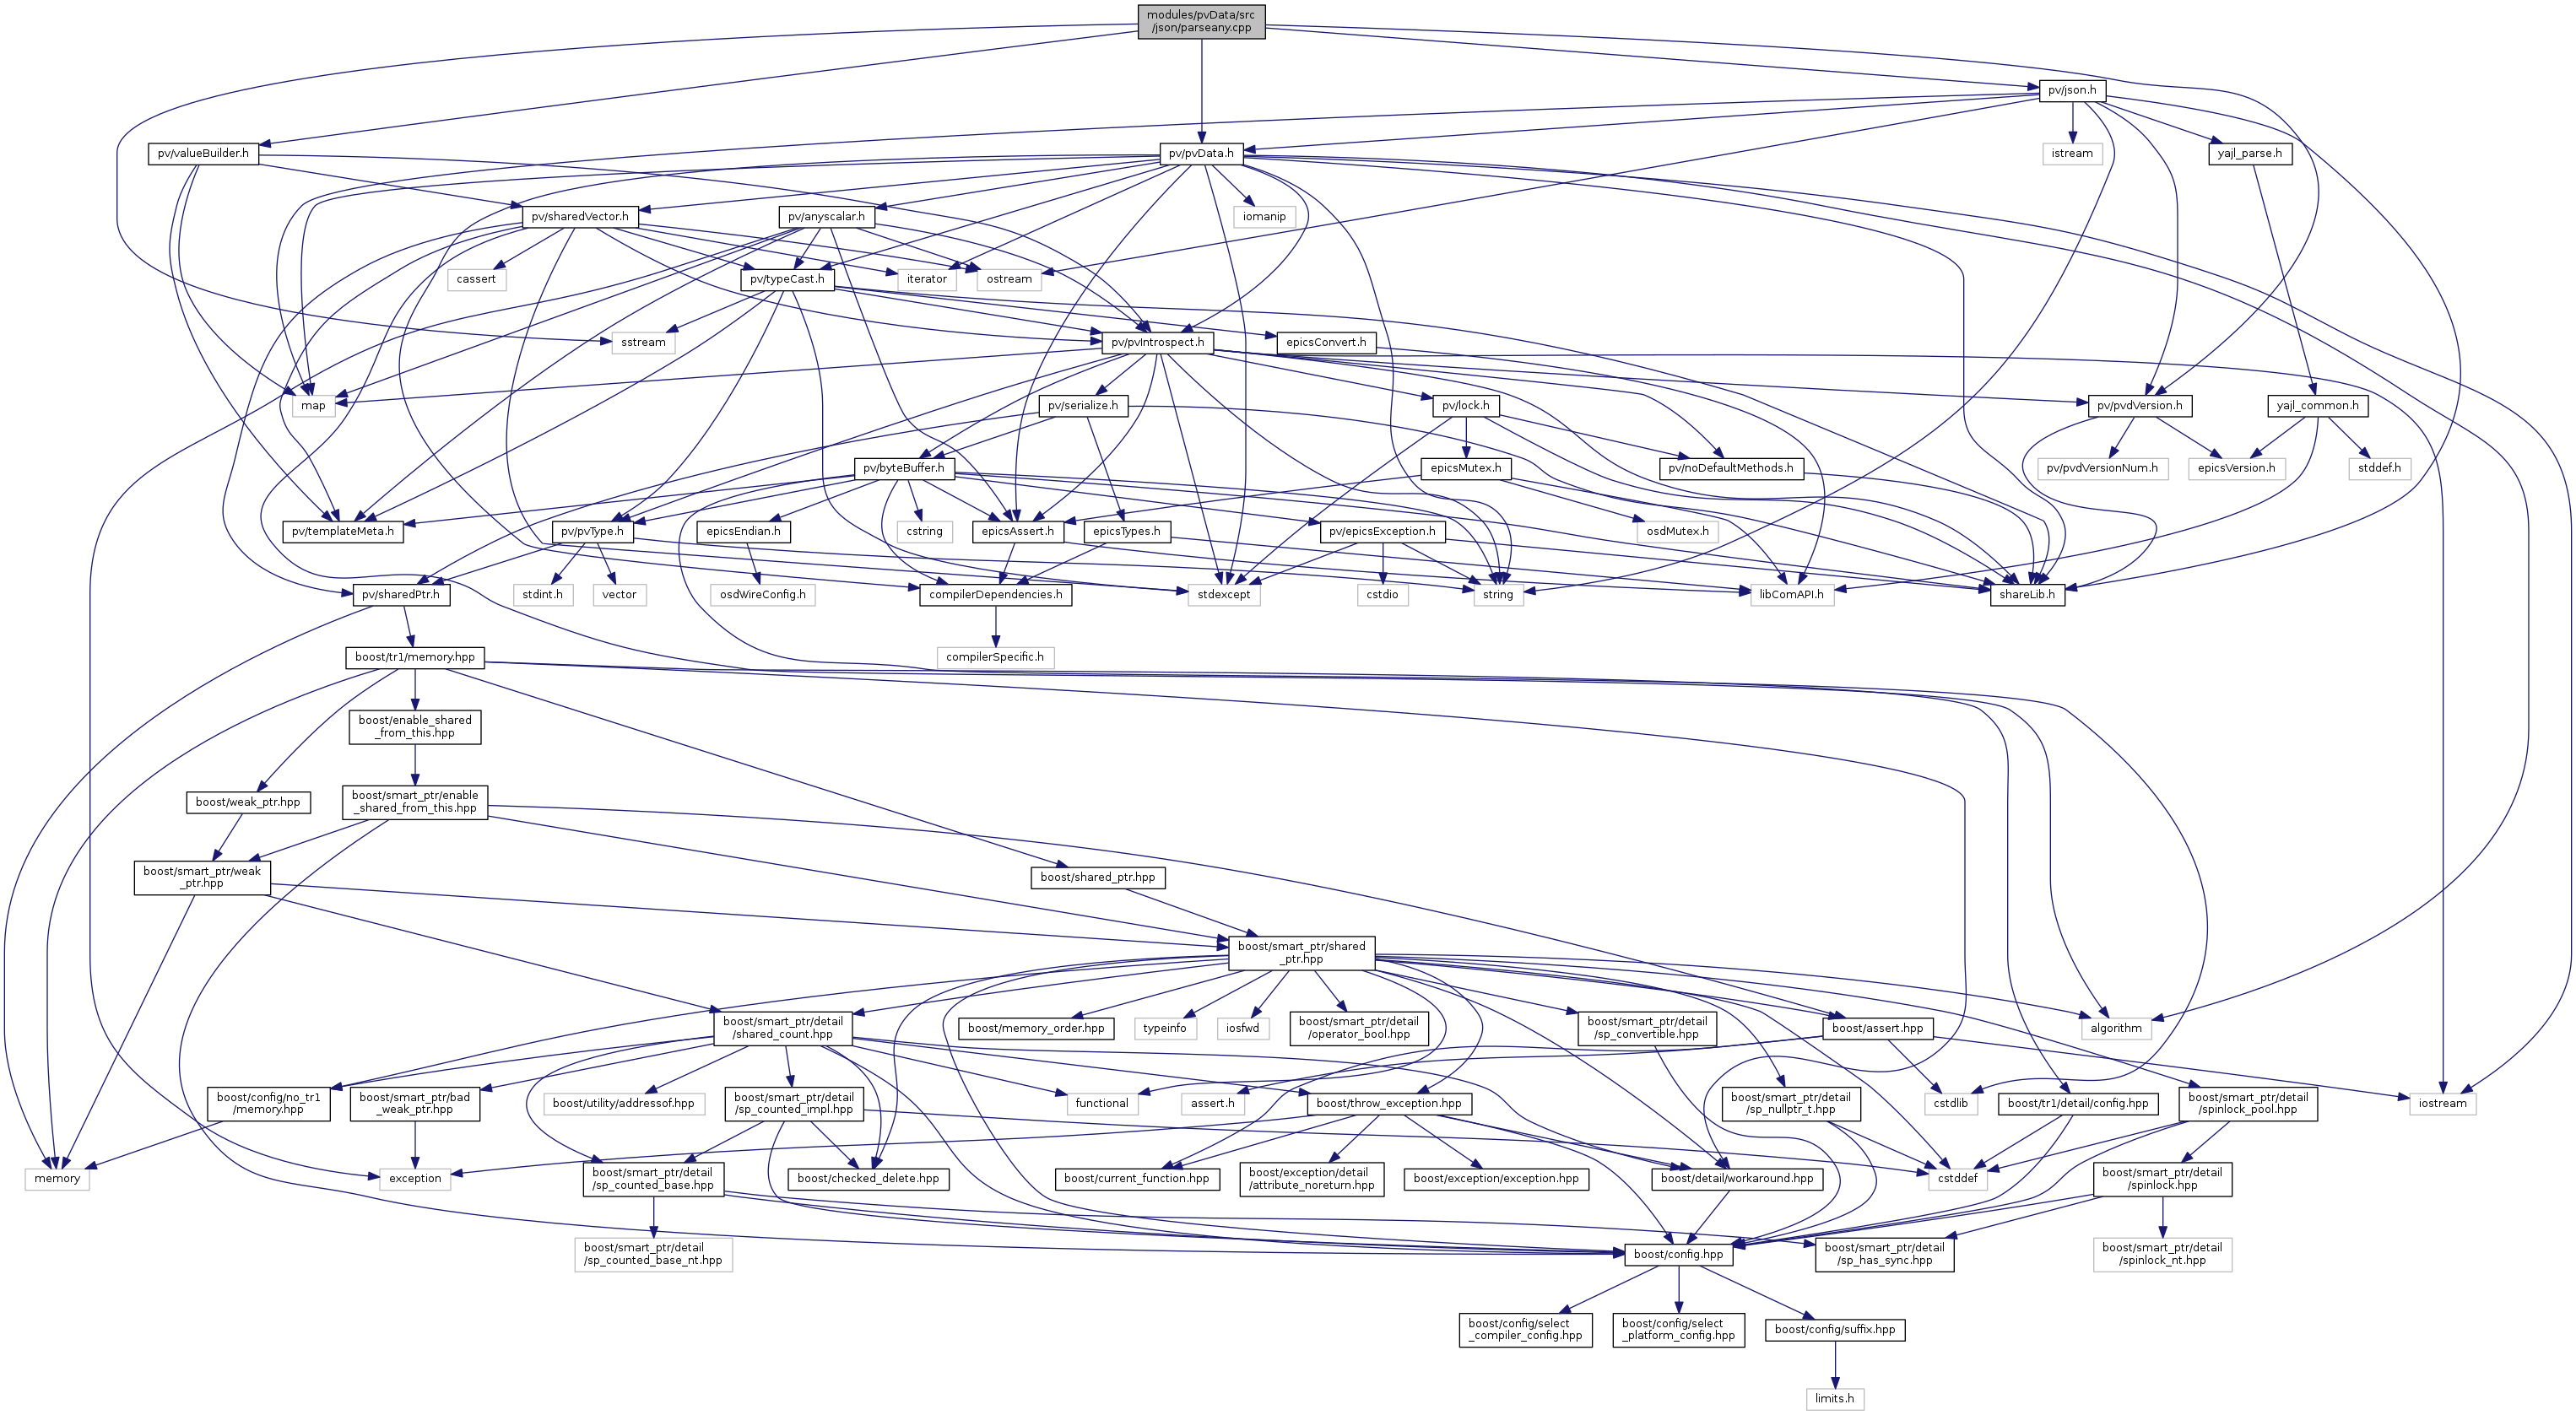 modules/pvData/src
/json/parseany.cpp
pv/json.h
pv/valueBuilder.h
pv/pvData.h
istream
yajl_parse.h
pv/sharedVector.h
pv/anyscalar.h
iomanip
cassert
pv/typeCast.h
iterator
ostream
sstream
pv/pvIntrospect.h
epicsConvert.h
map
pv/serialize.h
pv/lock.h
pv/pvdVersion.h
yajl_common.h
pv/byteBuffer.h
epicsMutex.h
pv/noDefaultMethods.h
pv/pvdVersionNum.h
epicsVersion.h
stddef.h
pv/templateMeta.h
pv/pvType.h
epicsEndian.h
cstring
epicsAssert.h
epicsTypes.h
pv/epicsException.h
osdMutex.h
pv/sharedPtr.h
stdint.h
vector
osdWireConfig.h
compilerDependencies.h
stdexcept
cstdio
string
libComAPI.h
shareLib.h
boost/tr1/memory.hpp
compilerSpecific.h
boost/enable_shared
_from_this.hpp
boost/weak_ptr.hpp
boost/smart_ptr/enable
_shared_from_this.hpp
boost/smart_ptr/weak
_ptr.hpp
boost/shared_ptr.hpp
boost/smart_ptr/shared
_ptr.hpp
boost/smart_ptr/detail
/shared_count.hpp
boost/memory_order.hpp
typeinfo
iosfwd
boost/smart_ptr/detail
/operator_bool.hpp
boost/smart_ptr/detail
/sp_convertible.hpp
boost/assert.hpp
algorithm
boost/config/no_tr1
/memory.hpp
boost/smart_ptr/bad
_weak_ptr.hpp
boost/utility/addressof.hpp
boost/smart_ptr/detail
/sp_counted_impl.hpp
functional
assert.h
boost/throw_exception.hpp
boost/smart_ptr/detail
/sp_nullptr_t.hpp
cstdlib
boost/tr1/detail/config.hpp
boost/smart_ptr/detail
/spinlock_pool.hpp
iostream
memory
exception
boost/smart_ptr/detail
/sp_counted_base.hpp
boost/checked_delete.hpp
boost/current_function.hpp
boost/exception/detail
/attribute_noreturn.hpp
boost/exception/exception.hpp
boost/detail/workaround.hpp
cstddef
boost/smart_ptr/detail
/spinlock.hpp
boost/smart_ptr/detail
/sp_counted_base_nt.hpp
boost/config.hpp
boost/smart_ptr/detail
/sp_has_sync.hpp
boost/smart_ptr/detail
/spinlock_nt.hpp
boost/config/select
_compiler_config.hpp
boost/config/select
_platform_config.hpp
boost/config/suffix.hpp
limits.h